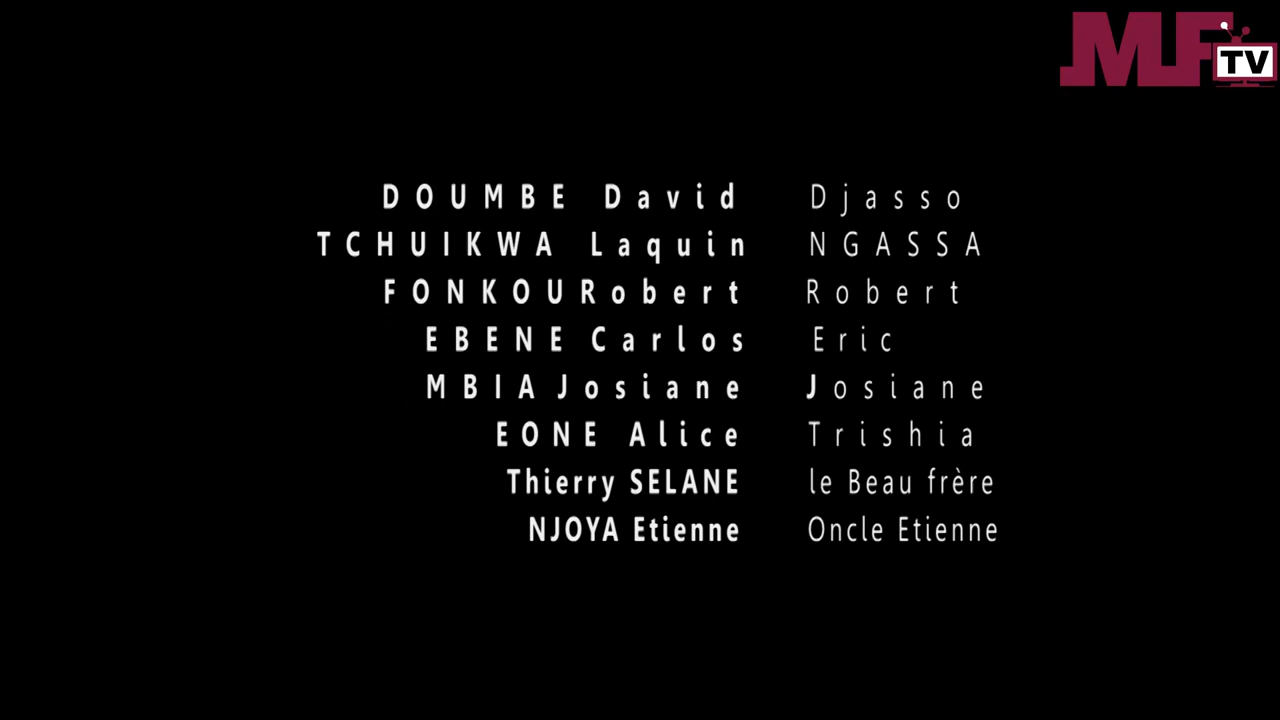 JMF TV
DOUMBE David Djasso
TCHUIKWA Laquin NGASSA
FONKOURobert Robert
EBENE Carlos Eric
MBIA Josiane Josiane
EONE Alice Trishia
Thierry SELANE le Beau frère
NJOYA Etienne Oncle Etienne